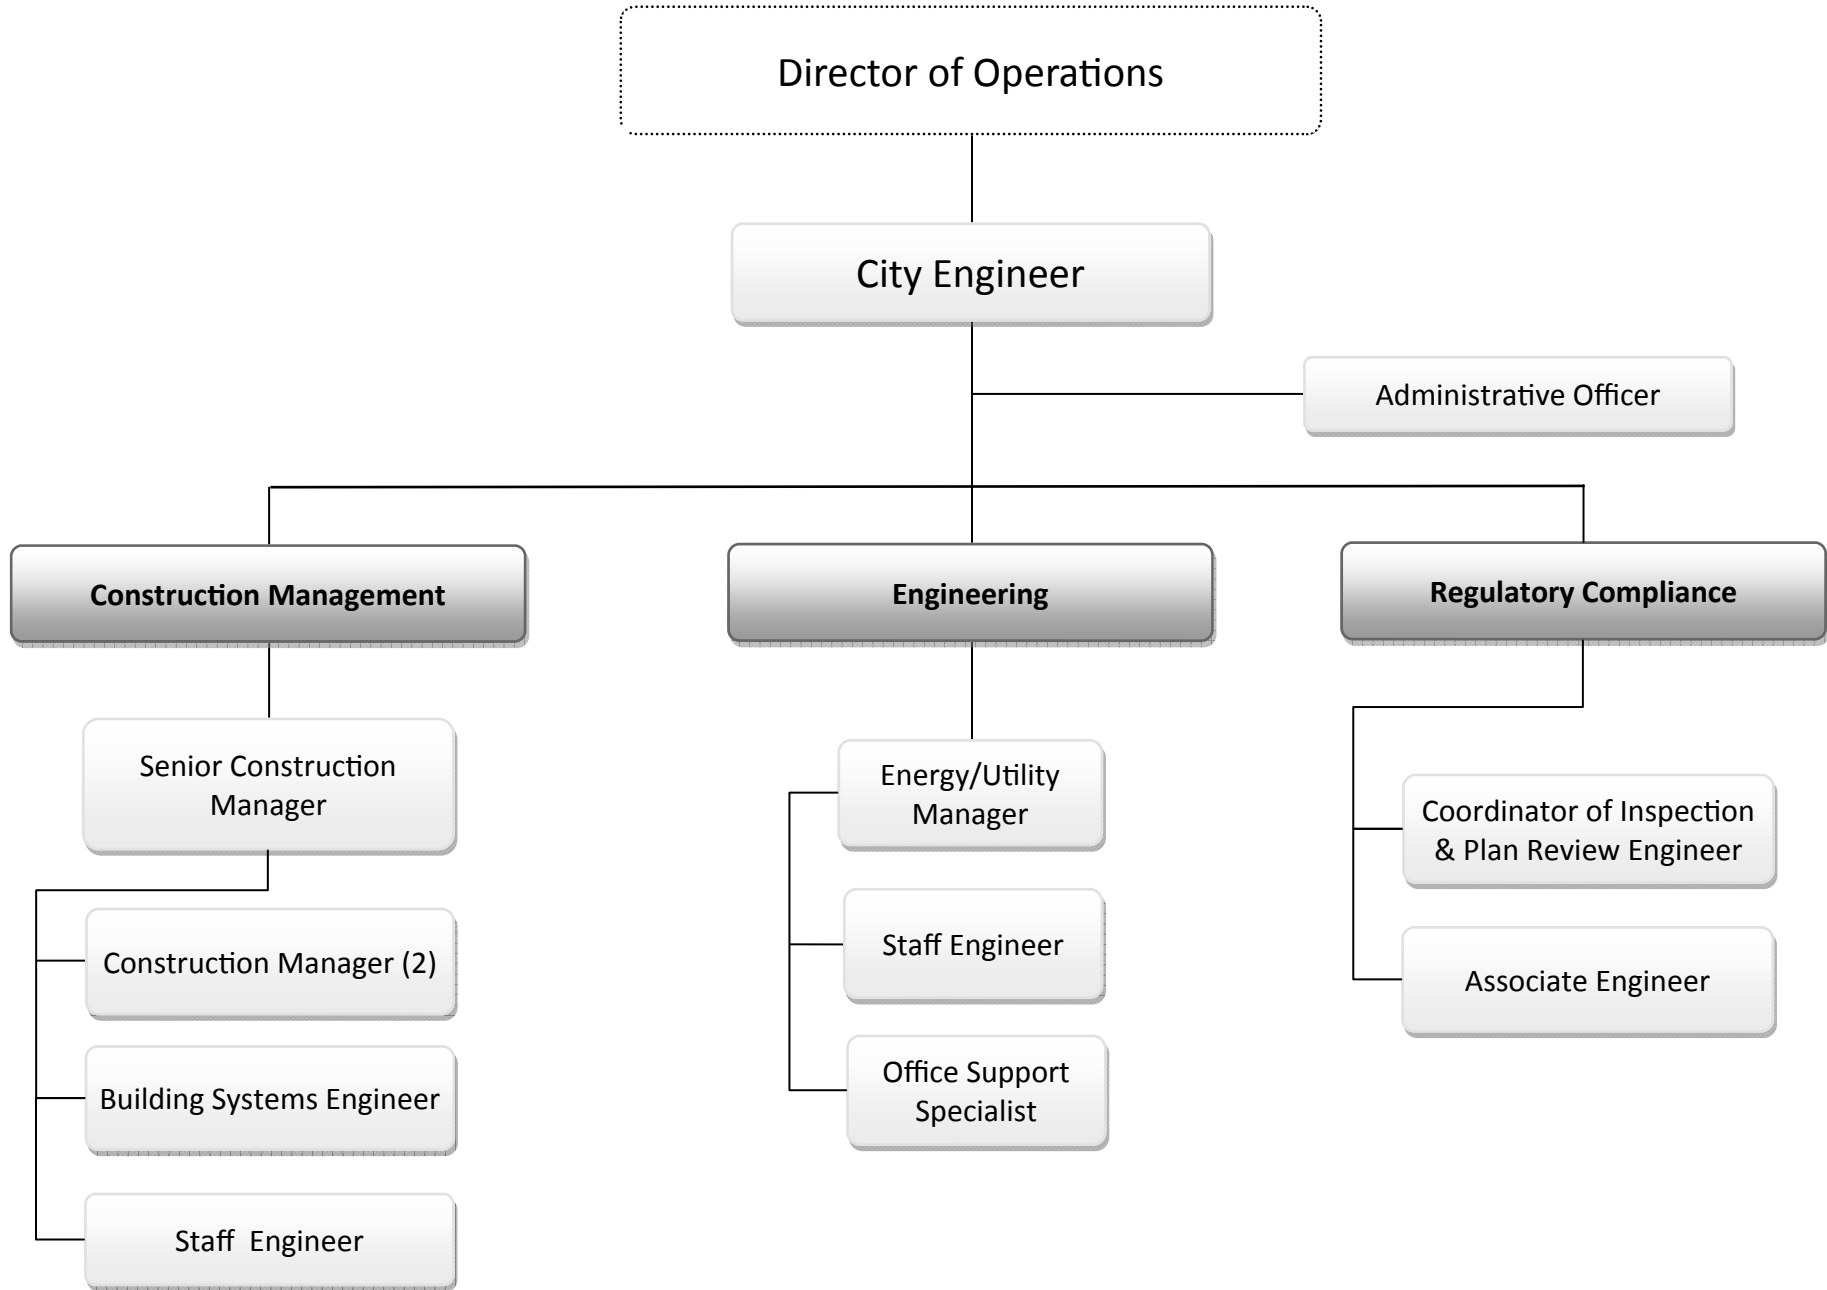 Director of Operations
City Engineer
Administrative Officer
Construction Management
Engineering
Regulatory Compliance
Senior Construction
Manager
Construction Manager (2)
Building Systems Engineer
Staff  Engineer
Energy/Utility
Manager
Staff Engineer
Office Support
Specialist
Coordinator of Inspection
& Plan Review Engineer
Associate Engineer